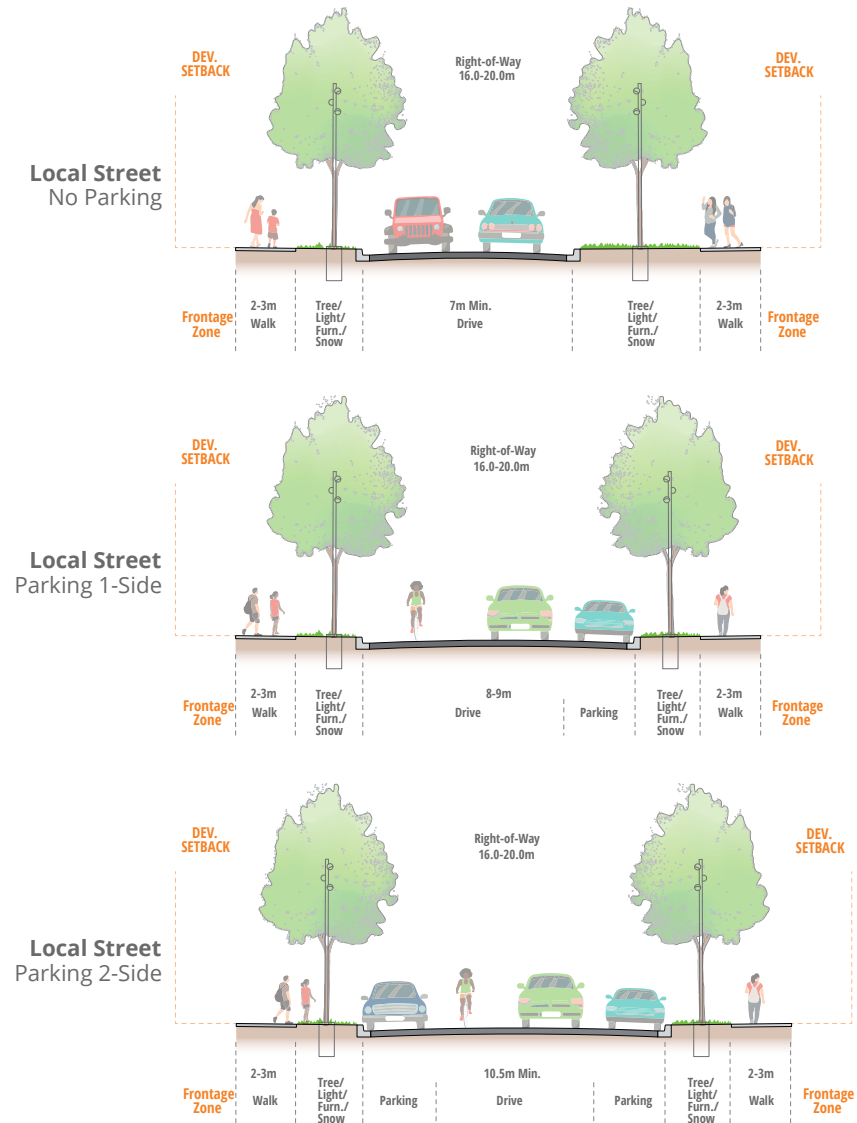 DEV.
SETBACK
Right-of-Way
16.0-20.0m
DEV.
SETBACK
Local Street
No Parking
Frontage
Zone
2-3m
Walk
Tree/
Light/
Furn./
Snow
7m Min.
Drive
Tree/
Light/
Furn./
Snow
2-3m
Walk
Frontage
Zone
DEV.
SETBACK
Right-of-Way
16.0-20.0m
DEV.
SETBACK
Local Street
Parking 1-Side
Frontage
Zone
2-3m
Walk
Tree/
Light/
Furn./
Snow
8-9m
Drive
Parking
Tree/
Light/
Furn./
Snow
2-3m
Walk
Frontage
Zone
DEV.
SETBACK
Right-of-Way
16.0-20.0m
DEV.
SETBACK
Local Street
Parking 2-Side
Frontage
Zone
2-3m
Walk
Tree/
Light/
Furn./
Snow
Parking
10.5m Min.
Drive
Parking
Tree/
Light/
Furn./
Snow
2-3m
Walk
Frontage
Zone